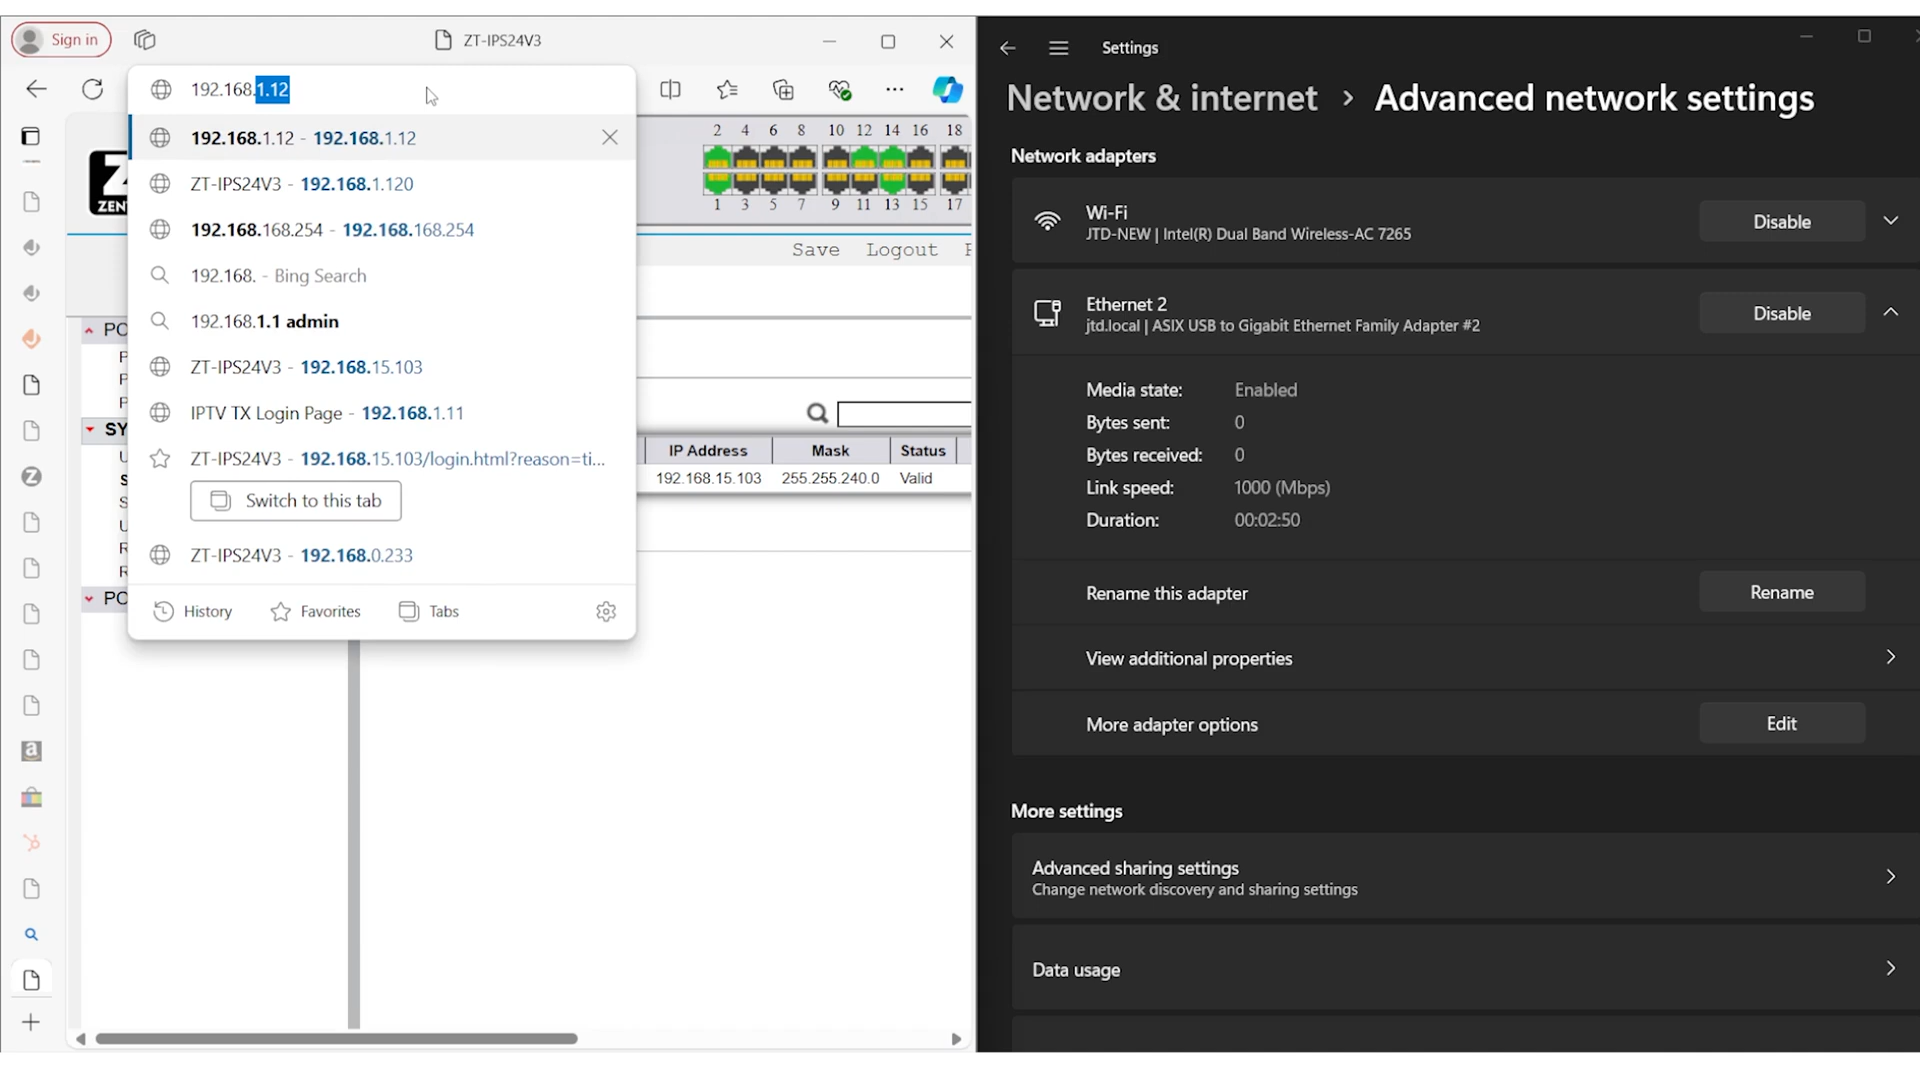 Sign in
ZT-IPS24V3
192.168.1.12
192.168.1.12 - 192.168.1.12
ZT-IPS24V3 - 192.168.1.120
192.168.168.254 - 192.168.168.254
192.168. - Bing Search
192.168.1.1 admin
ZT-IPS24V3 - 192.168.15.103
IPTV TX Login Page - 192.168.1.11
ZT-IPS24V3 - 192.168.15.103/login.html?reason=ti...
Switch to this tab
ZT-IPS24V3 - 192.168.0.233
History Favorites Tabs
Z
ZENT
2 4 6 8 10 12 14 16 18
1 3 5 7 9 11 13 15 17
Save Logout
PO
P
P
P
SY
U
S
S
U
R
R
PO
IP Address Mask Status
192.168.15.103 255.255.240.0 Valid
Settings
Network & internet > Advanced network settings
Network adapters
Wi-Fi
JTD-NEW | Intel(R) Dual Band Wireless-AC 7265
Disable
Ethernet 2
jtd.local | ASIX USB to Gigabit Ethernet Family Adapter #2
Disable
Media state: Enabled
Bytes sent: 0
Bytes received: 0
Link speed: 1000 (Mbps)
Duration: 00:02:50
Rename this adapter
Rename
View additional properties
More adapter options
Edit
More settings
Advanced sharing settings
Change network discovery and sharing settings
Data usage